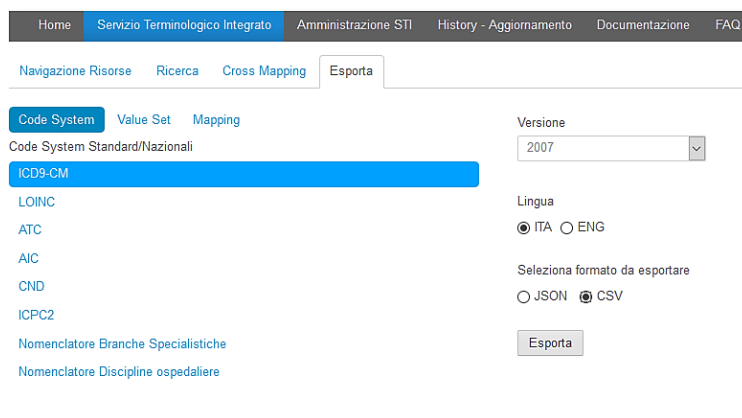 Home Servizio Terminologico Integrato Amministrazione STI History - Aggiornamento Documentazione FAQ
Navigazione Risorse Ricerca Cross Mapping Esporta
Code System Value Set Mapping
Code System Standard/Nazionali
ICD9-CM
LOINC
ATC
AIC
CND
ICPC2
Nomenclatore Branche Specialistiche
Nomenclatore Discipline ospedaliere
Versione
2007
Lingua
ITA ENG
Seleziona formato da esportare
JSON CSV
Esporta